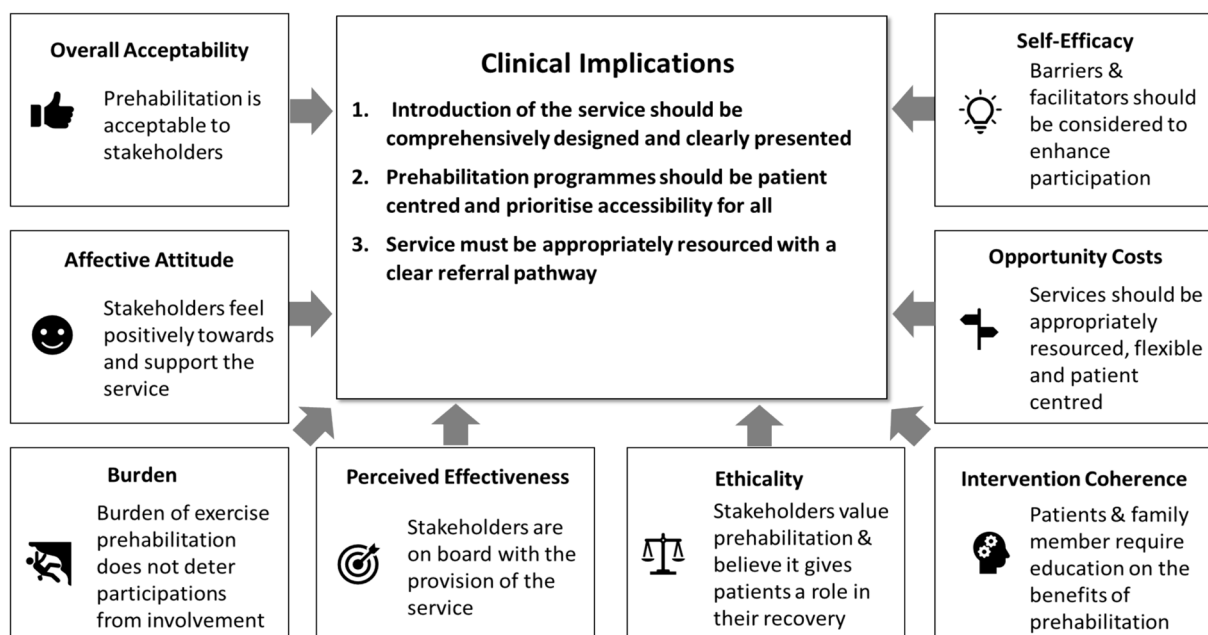 Overall Acceptability
Prehabilitation is
acceptable to
stakeholders
Clinical Implications
1. Introduction of the service should be
comprehensively designed and clearly presented
2. Prehabilitation programmes should be patient
centred and prioritise accessibility for all
3. Service must be appropriately resourced with a
clear referral pathway
Self-Efficacy
Barriers &
facilitators should
be considered to
enhance
participation
Affective Attitude
Stakeholders feel
positively towards
and support the
service
Opportunity Costs
Services should be
appropriately
resourced, flexible
and patient
centred
Burden
Burden of exercise
prehabilitation
does not deter
participations
from involvement
Perceived Effectiveness
Stakeholders are
on board with the
provision of the
service
Ethicality
Stakeholders value
prehabilitation &
believe it gives
patients a role in
their recovery
Intervention Coherence
Patients & family
member require
education on the
benefits of
prehabilitation